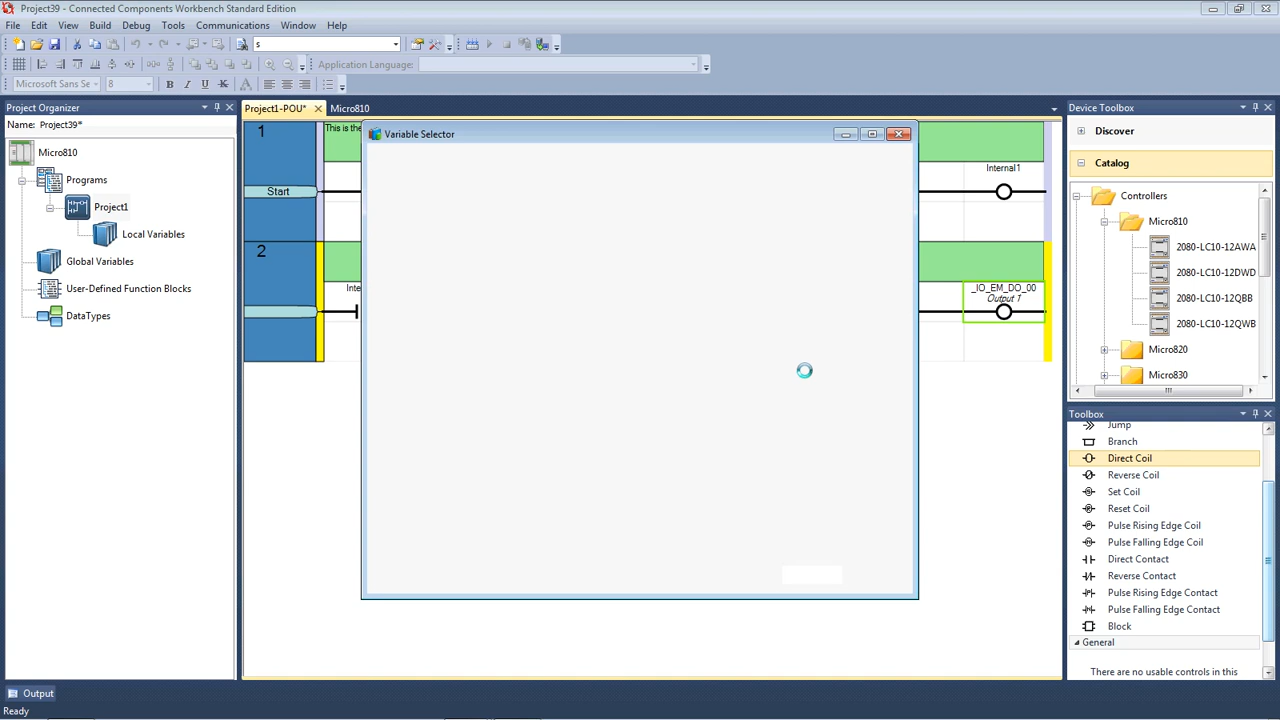 Project39 - Connected Components Workbench Standard Edition
File Edit View Build Debug Tools Communications Window Help
s
Application Language:
Microsoft Sans Se 8 B I U K A
Project Organizer
Name: Project39*
Micro810
Programs
Project1
Local Variables
Global Variables
User-Defined Function Blocks
DataTypes
Project1-POU* Micro810
1
This is the
Start
Internal1
2
Inte
_IO_EM_DO_00
Output 1
Variable Selector
Device Toolbox
Discover
Catalog
Controllers
Micro810
2080-LC10-12AWA
2080-LC10-12DWD
2080-LC10-12QBB
2080-LC10-12QWB
Micro820
Micro830
Toolbox
Jump
Branch
Direct Coil
Reverse Coil
Set Coil
Reset Coil
Pulse Rising Edge Coil
Pulse Falling Edge Coil
Direct Contact
Reverse Contact
Pulse Rising Edge Contact
Pulse Falling Edge Contact
Block
General
There are no usable controls in this
Output
Ready